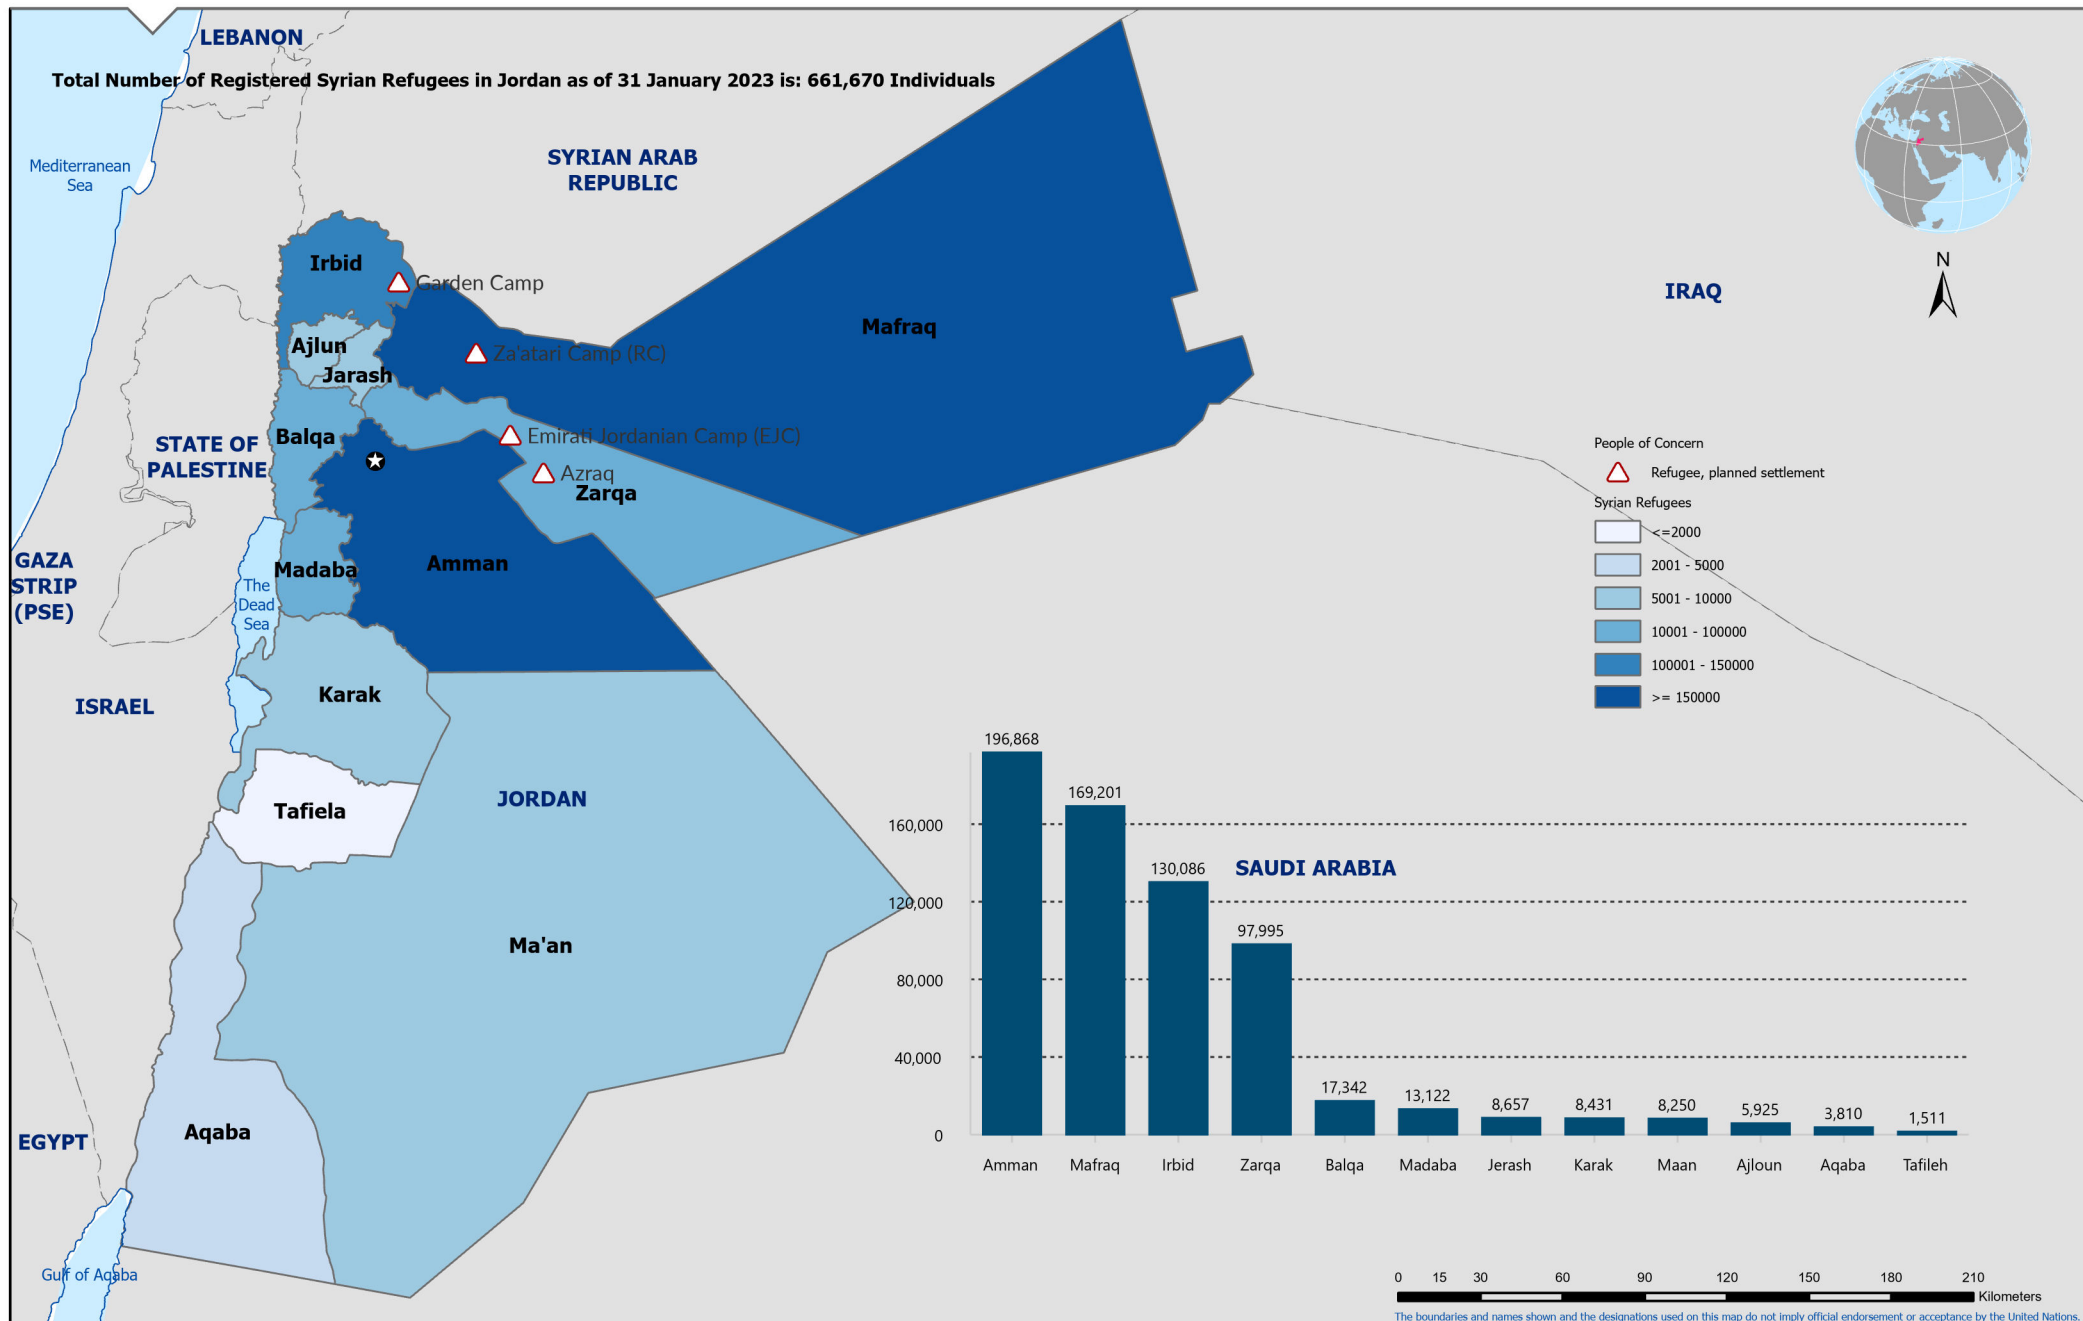 LEBANON
Total Number of Registered Syrian Refugees in Jordan as of 31 January 2023 is: 661,670 Individuals
Mediterranean
Sea
SYRIAN ARAB
REPUBLIC
N
IRAQ
Irbid
Garden Camp
Mafraq
Ajlun
Za'atari Camp (RC)
Jarash
Balqa
Emirati Jordanian Camp (EJC)
STATE OF
PALESTINE
Azraq
Zarqa
GAZA
STRIP
(PSE)
Madaba
Amman
The
Dead
Sea
ISRAEL
Karak
Tafiela
JORDAN
Ma'an
Aqaba
EGYPT
Gulf of Aqaba
SAUDI ARABIA
People of Concern
Refugee, planned settlement
Syrian Refugees
<=2000
2001 - 5000
5001 - 10000
10001 - 100000
100001 - 150000
>= 150000
196,868
169,201
160,000
130,086
120,000
97,995
80,000
40,000
17,342
13,122
8,657
8,431
8,250
5,925
3,810
1,511
0
Amman Mafraq Irbid Zarqa Balqa Madaba Jerash Karak Maan Ajloun Aqaba Tafileh
0 15 30 60 90 120 150 180 210
Kilometers
The boundaries and names shown and the designations used on this map do not imply official endorsement or acceptance by the United Nations.